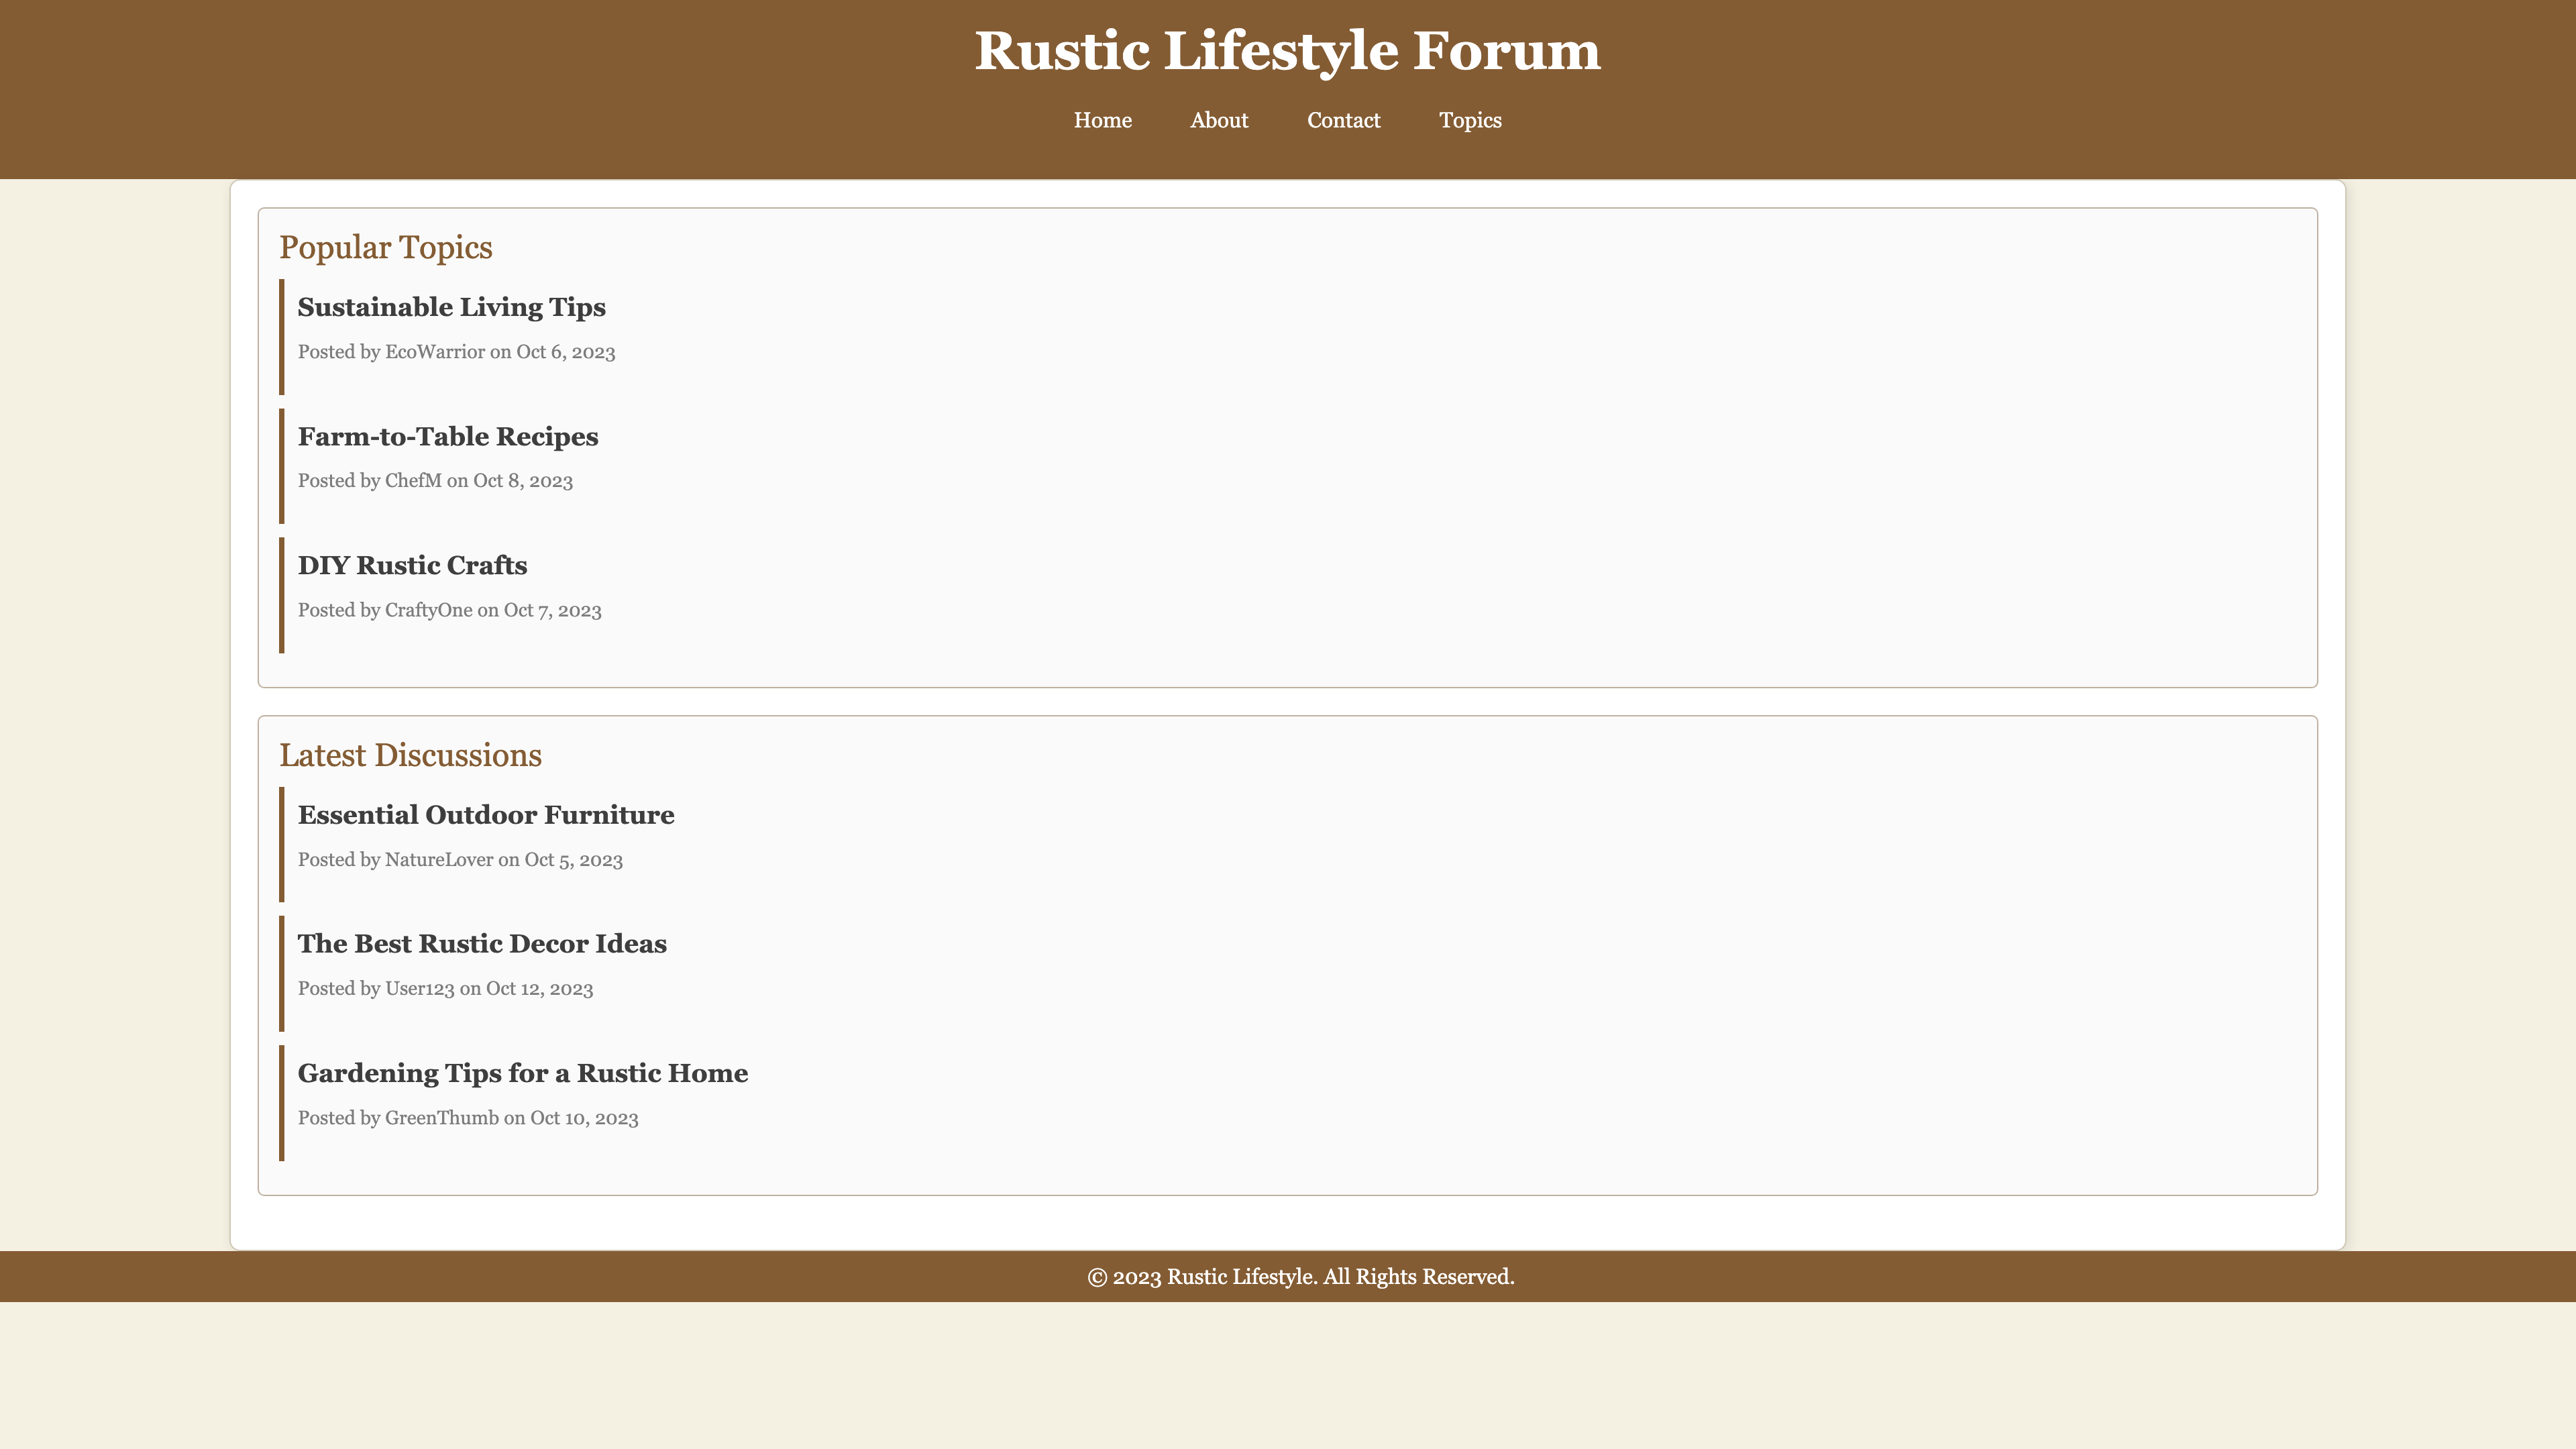 Rustic Lifestyle Forum
Home About Contact Topics
Popular Topics
Sustainable Living Tips
Posted by EcoWarrior on Oct 6, 2023
Farm-to-Table Recipes
Posted by ChefM on Oct 8, 2023
DIY Rustic Crafts
Posted by CraftyOne on Oct 7, 2023
Latest Discussions
Essential Outdoor Furniture
Posted by NatureLover on Oct 5, 2023
The Best Rustic Decor Ideas
Posted by User123 on Oct 12, 2023
Gardening Tips for a Rustic Home
Posted by GreenThumb on Oct 10, 2023
© 2023 Rustic Lifestyle. All Rights Reserved.